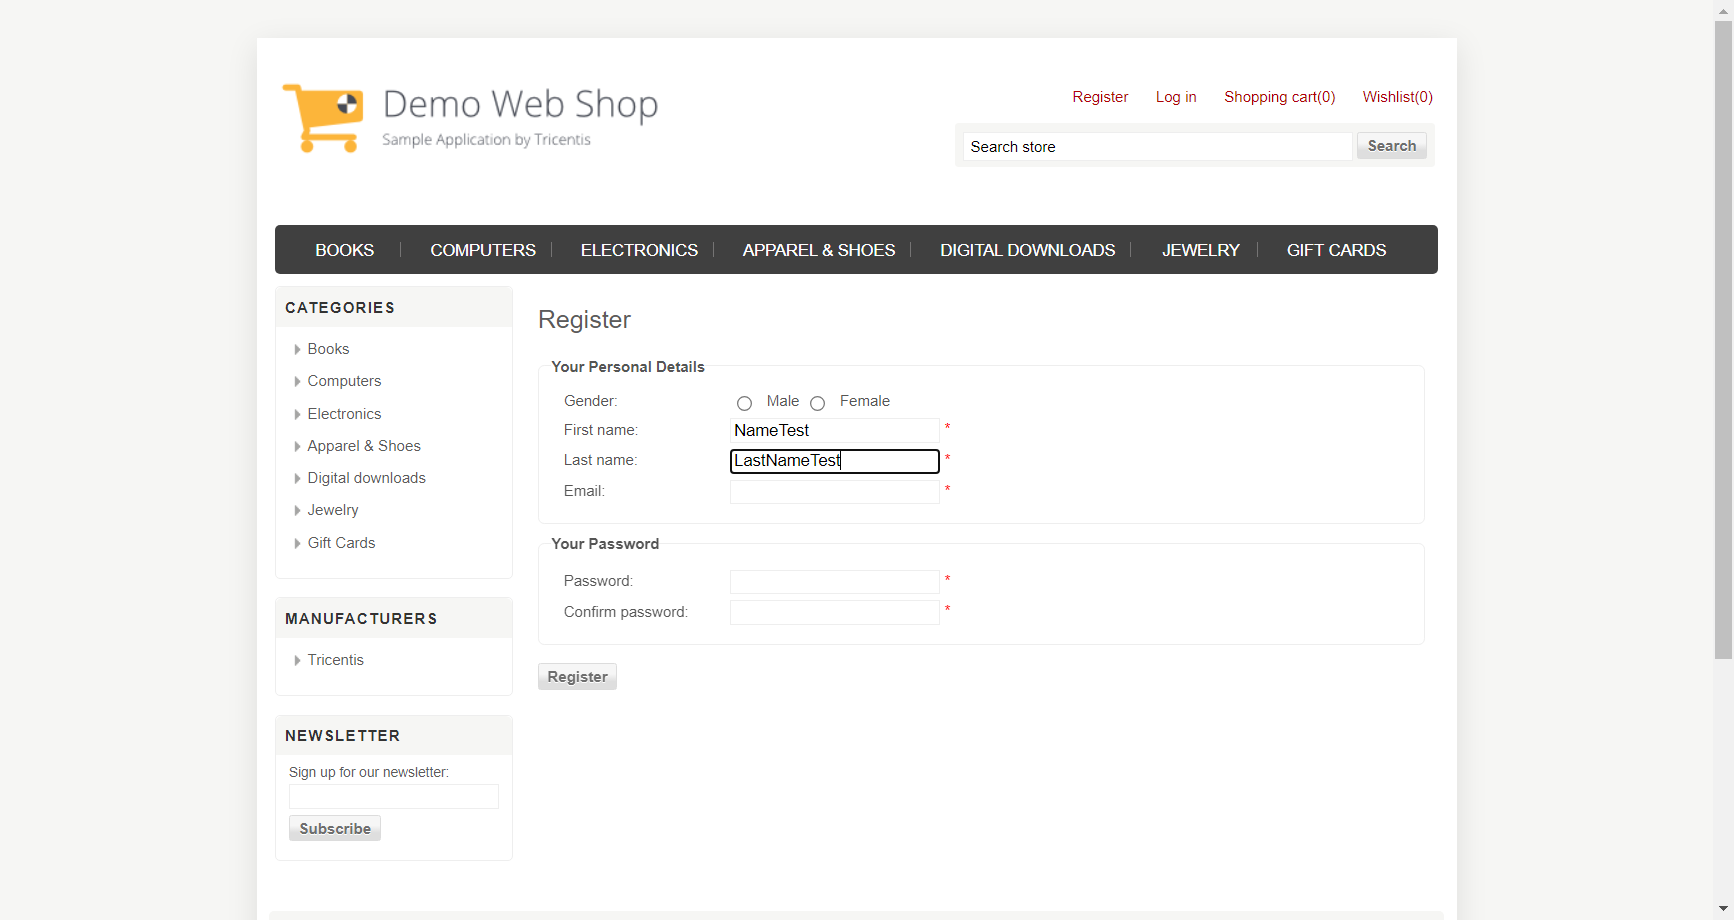 Demo Web Shop
Sample Application by Tricentis
Register Log in Shopping cart(0) Wishlist(0)
Search store Search
BOOKS COMPUTERS ELECTRONICS APPAREL & SHOES DIGITAL DOWNLOADS JEWELRY GIFT CARDS
CATEGORIES
Books
Computers
Electronics
Apparel & Shoes
Digital downloads
Jewelry
Gift Cards
MANUFACTURERS
Tricentis
NEWSLETTER
Sign up for our newsletter:
Subscribe
Register
Your Personal Details
Gender: Male Female
First name: NameTest *
Last name: LastNameTest *
Email: *
Your Password
Password: *
Confirm password: *
Register